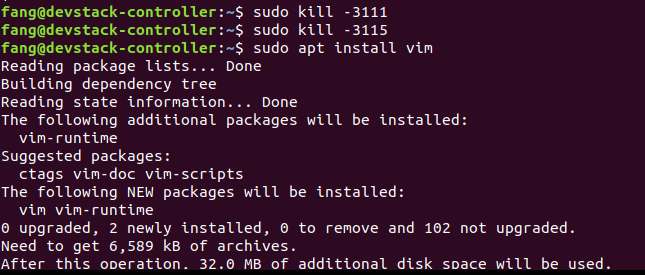 fang@devstack-controller:~$ sudo kill -3111
fang@devstack-controller:~$ sudo kill -3115
fang@devstack-controller:~$ sudo apt install vim
Reading package lists... Done
Building dependency tree
Reading state information... Done
The following additional packages will be installed:
  vim-runtime
Suggested packages:
  ctags vim-doc vim-scripts
The following NEW packages will be installed:
  vim vim-runtime
0 upgraded, 2 newly installed, 0 to remove and 102 not upgraded.
Need to get 6,589 kB of archives.
After this operation, 32.0 MB of additional disk space will be used.